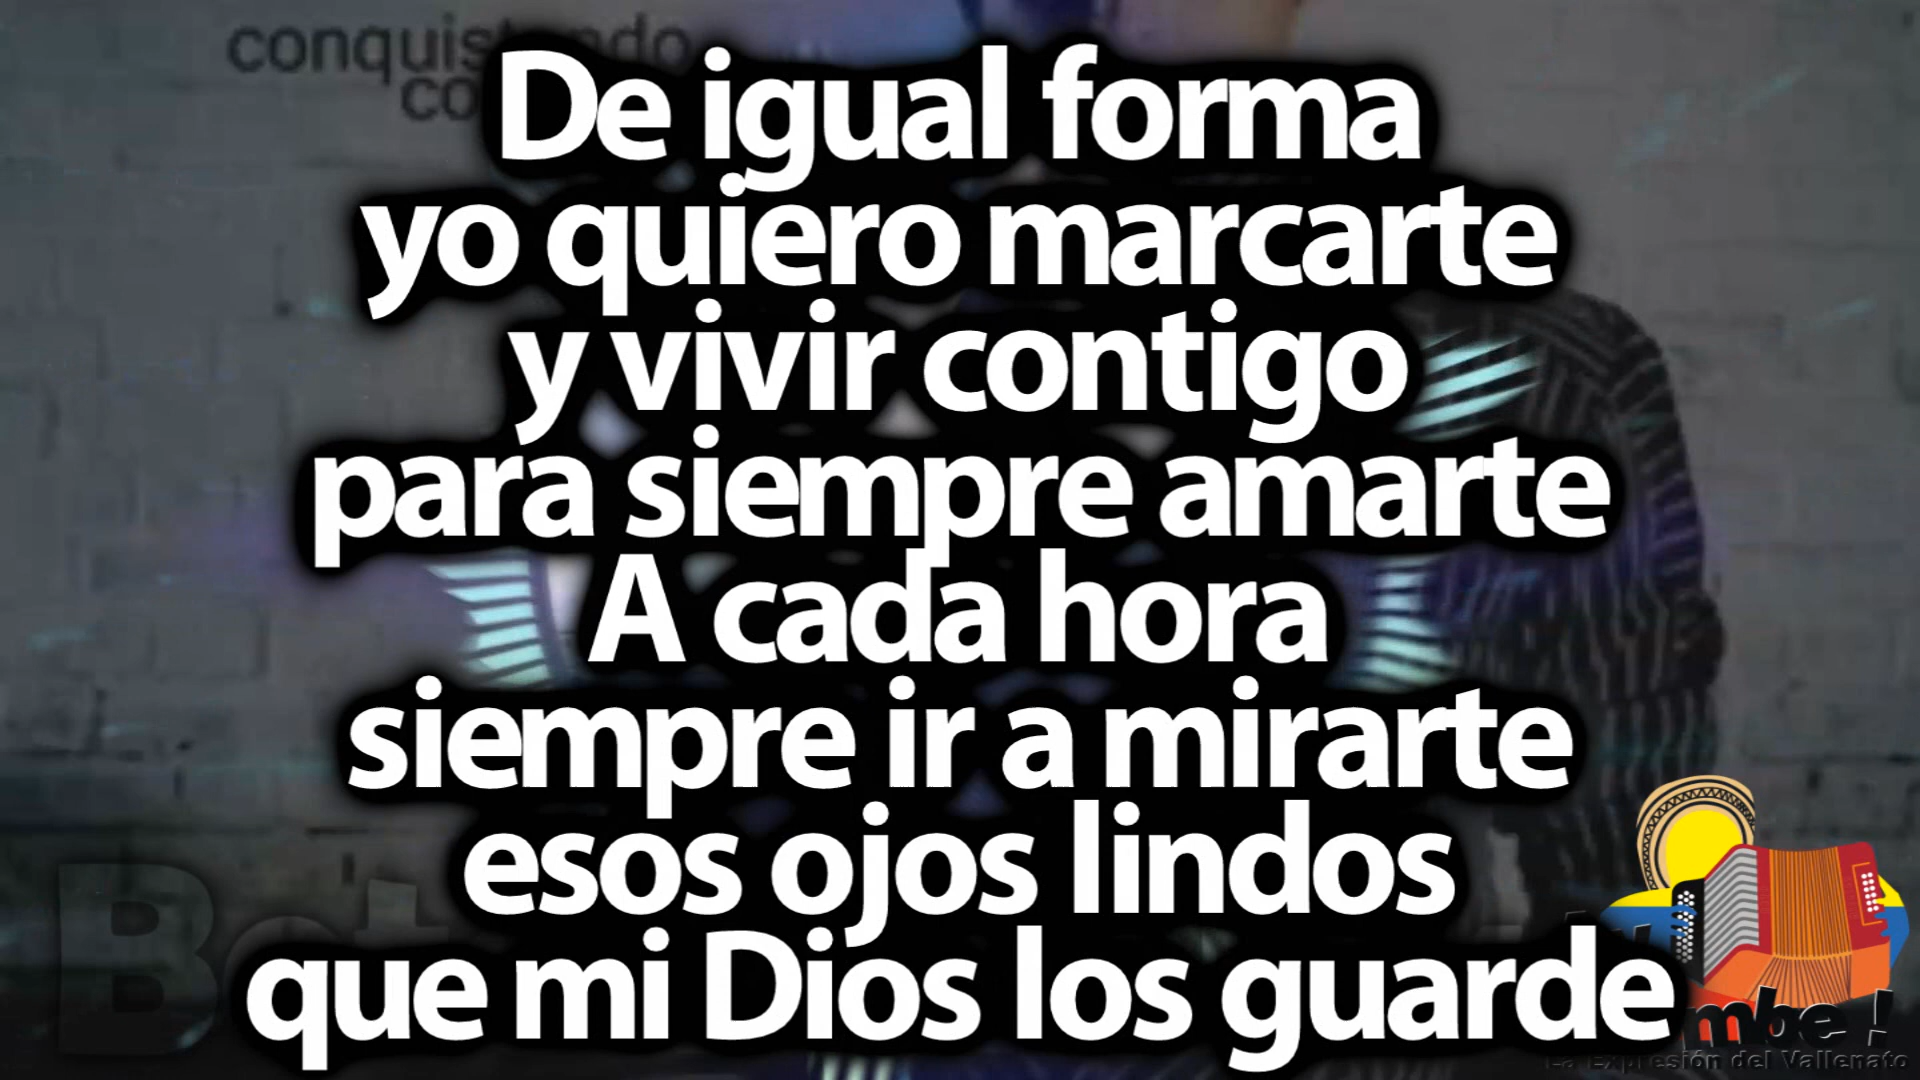 conquistando
De igual forma
yo quiero marcarte
y vivir contigo
para siempre amarte
A cada hora
siempre ir a mirarte
esos ojos lindos
que mi Dios los guarde
La Expresión del Vallenato